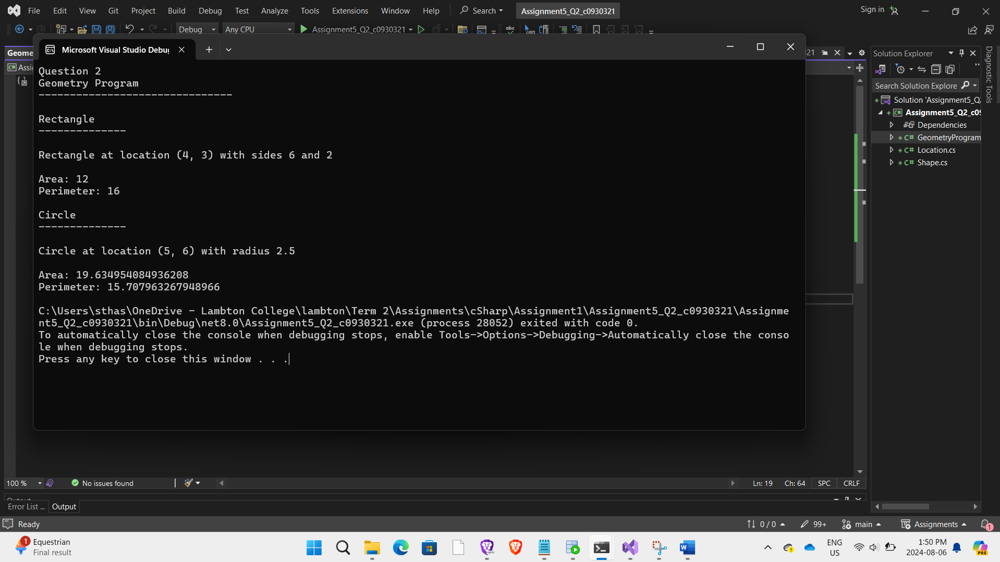 File Edit View Git Project Build Debug Test Analyze Tools Extensions Window Help Search Assignment5_Q2_c0930321 Sign in
Debug Any CPU Assignment5_Q2_c0930321
Geome
Microsoft Visual Studio Debu
21
Solution Explorer
Diagnostic Tools
C# Assi
Search Solution Explore
Solution 'Assignment5_Q
C# Assignment5_Q2_c09
Dependencies
C# GeometryProgram
C# Location.cs
C# Shape.cs
Question 2
Geometry Program
-------------------------------
Rectangle
--------------
Rectangle at location (4, 3) with sides 6 and 2
Area: 12
Perimeter: 16
Circle
--------------
Circle at location (5, 6) with radius 2.5
Area: 19.634954084936208
Perimeter: 15.707963267948966
C:\Users\sthas\OneDrive - Lambton College\lambton\Term 2\Assignments\cSharp\Assignment1\Assignment5_Q2_c0930321\Assignme
nt5_Q2_c0930321\bin\Debug\net8.0\Assignment5_Q2_c0930321.exe (process 28052) exited with code 0.
To automatically close the console when debugging stops, enable Tools->Options->Debugging->Automatically close the conso
le when debugging stops.
Press any key to close this window . . .
100 % No issues found Ln: 19 Ch: 64 SPC CRLF
Output
Error List ... Output
Ready 0 / 0 99+ main Assignments 1
1 Equestrian
Final result
ENG
US
1:50 PM
2024-08-06
PRE